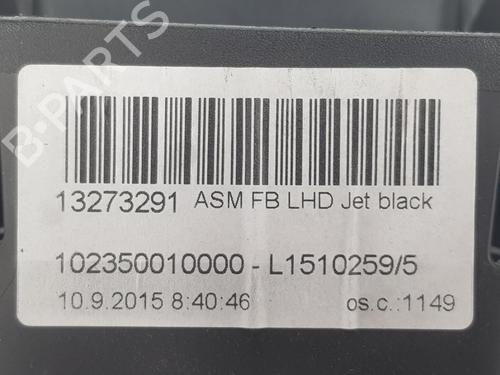 B-PARTS
13273291 ASM FB LHD Jet black
102350010000 - L1510259/5
10.9.2015 8:40:46 os.c.:1149